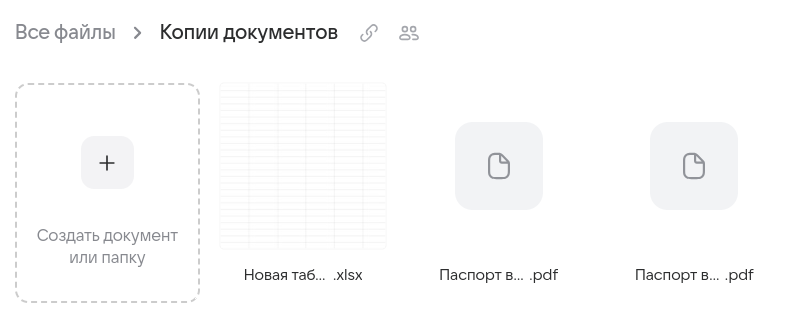 Все файлы > Копии документов
Создать документ
или папку
Новая таб... .xlsx
Паспорт в... .pdf
Паспорт в... .pdf